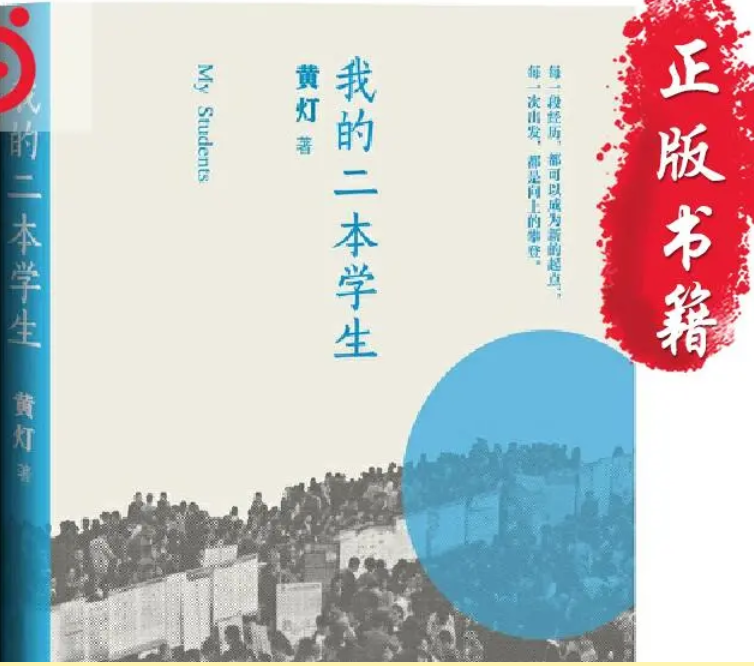 我的二本学生
黄灯 著
My Students
每一段经历，都可以成为新的起点，
每一次出发，都是向上的攀登。
正版书籍
我的二本学生
黄灯 著